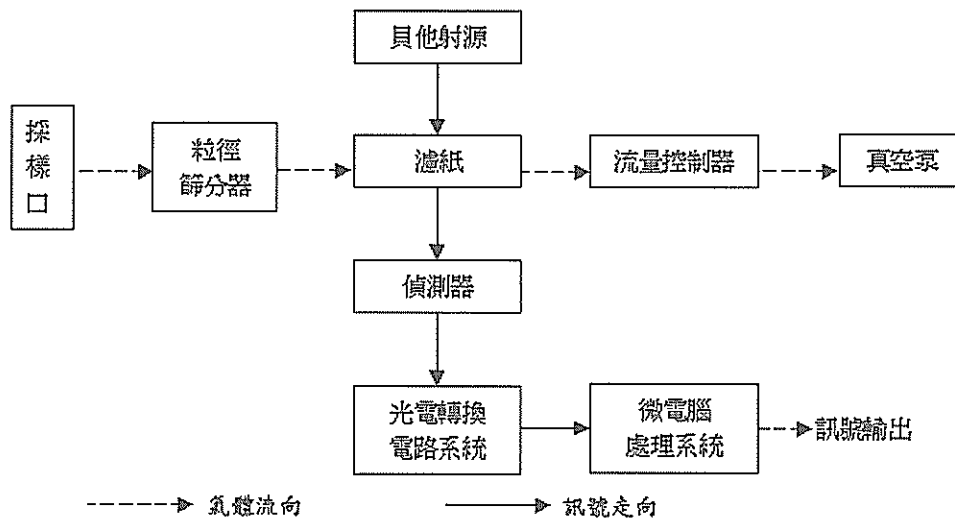 貝他射源
採樣口
粒徑
篩分器
濾紙
流量控制器
真空泵
偵測器
光電轉換
電路系統
微電腦
處理系統
訊號輸出
氣體流向
訊號走向